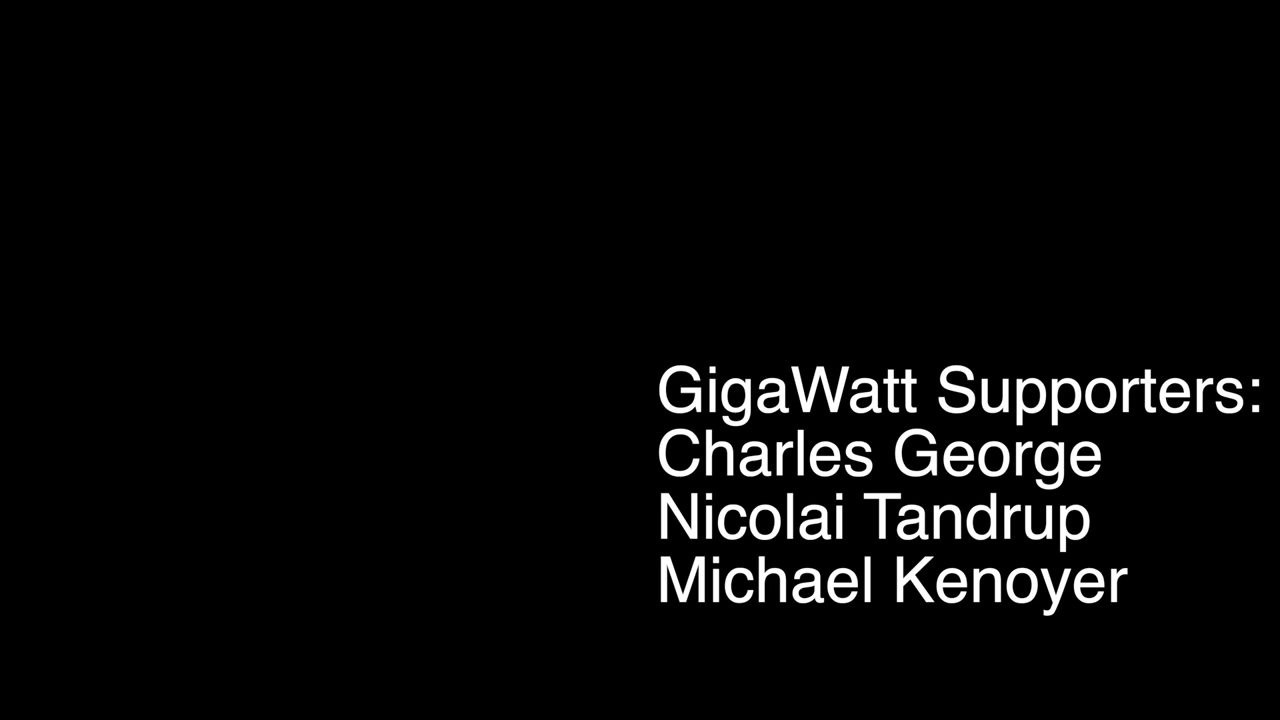 GigaWatt Supporters:
Charles George
Nicolai Tandrup
Michael Kenoyer